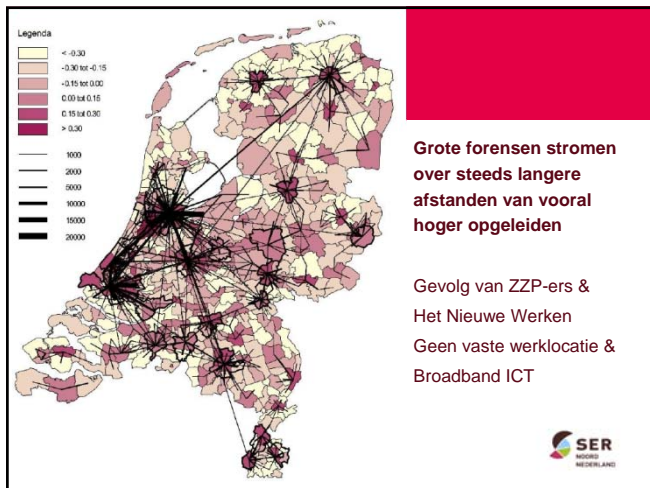 Legenda
< -0.30
-0.30 tot -0.15
-0.15 tot 0.00
0.00 tot 0.15
0.15 tot 0.30
> 0.30
1000
2000
5000
10000
15000
20000
Grote forensen stromen
over steeds langere
afstanden van vooral
hoger opgeleiden
Gevolg van ZZP-ers &
Het Nieuwe Werken
Geen vaste werklocatie &
Broadband ICT
SER
NOORD
NEDERLAND